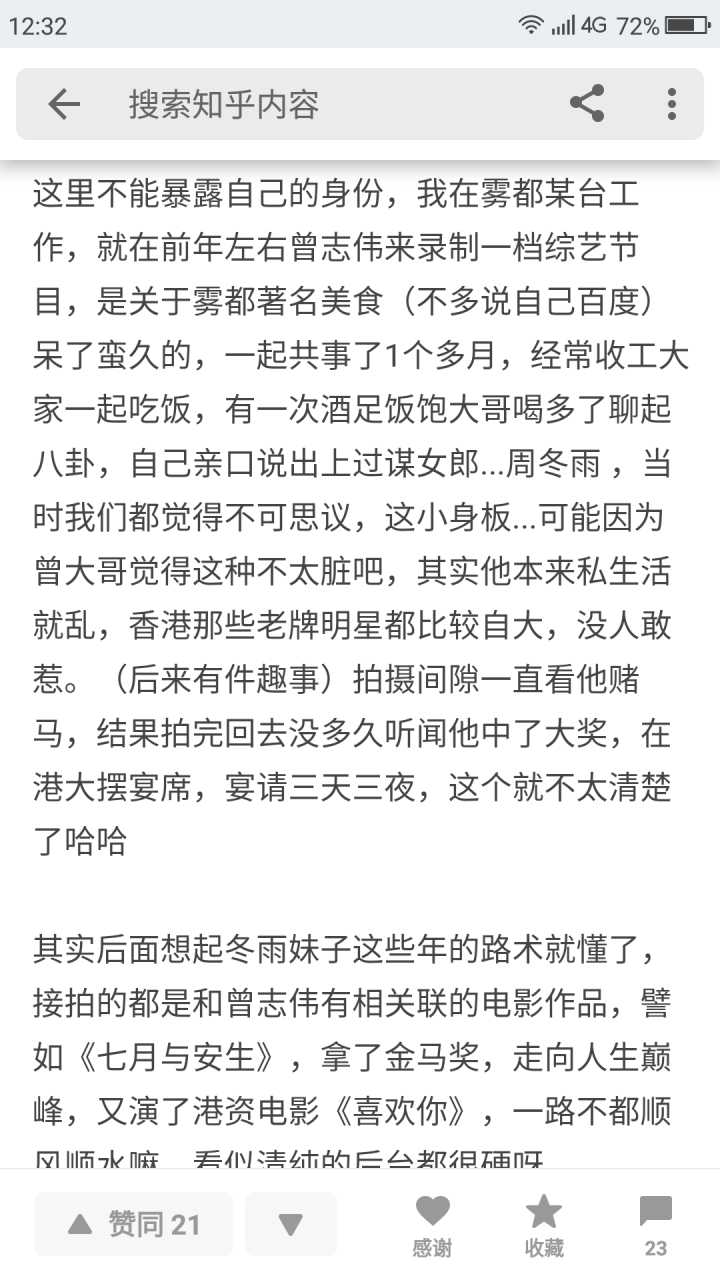 12:32 4G 72%
搜索知乎内容
这里不能暴露自己的身份，我在雾都某台工
作，就在前年左右曾志伟来录制一档综艺节
目，是关于雾都著名美食（不多说自己百度）
呆了蛮久的，一起共事了1个多月，经常收工大
家一起吃饭，有一次酒足饭饱大哥喝多了聊起
八卦，自己亲口说出上过谋女郎...周冬雨 ，当
时我们都觉得不可思议，这小身板...可能因为
曾大哥觉得这种不太脏吧，其实他本来私生活
就乱，香港那些老牌明星都比较自大，没人敢
惹。（后来有件趣事）拍摄间隙一直看他赌
马，结果拍完回去没多久听闻他中了大奖，在
港大摆宴席，宴请三天三夜，这个就不太清楚
了哈哈
其实后面想起冬雨妹子这些年的路术就懂了，
接拍的都是和曾志伟有相关联的电影作品，譬
如《七月与安生》，拿了金马奖，走向人生巅
峰，又演了港资电影《喜欢你》，一路不都顺
风顺水嘛，看似清纯的后台都很硬呀
赞同 21 感谢 收藏 23